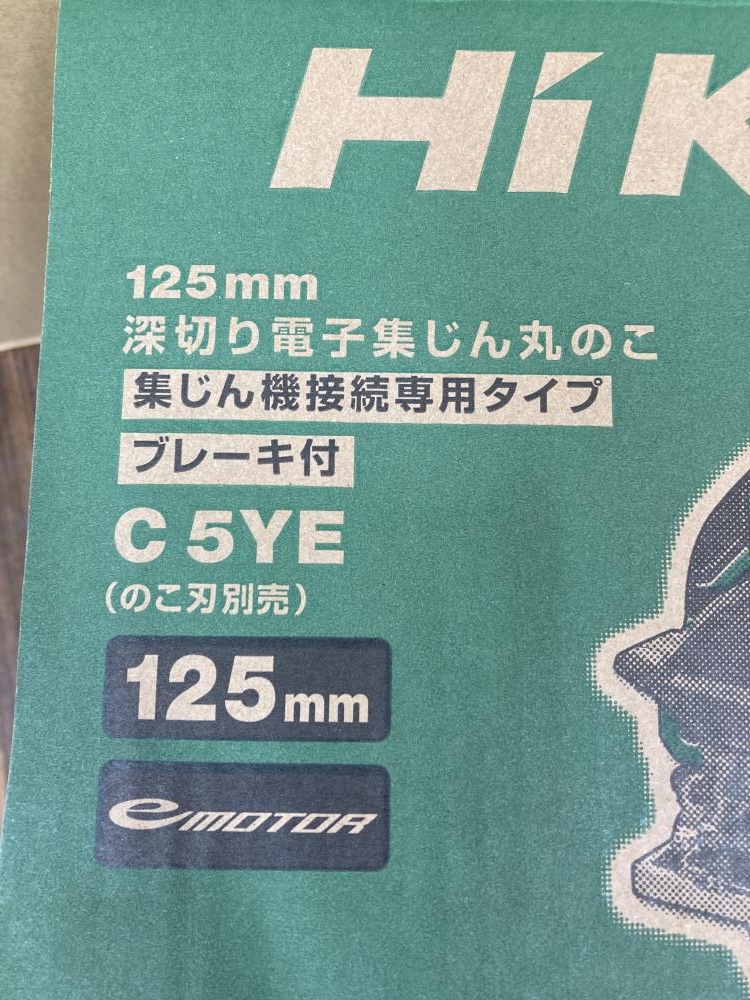 HiK
125mm
深切り電子集じん丸のこ
集じん機接続専用タイプ
ブレーキ付
C 5YE
(のこ刃別売)
125mm
eMOTOR